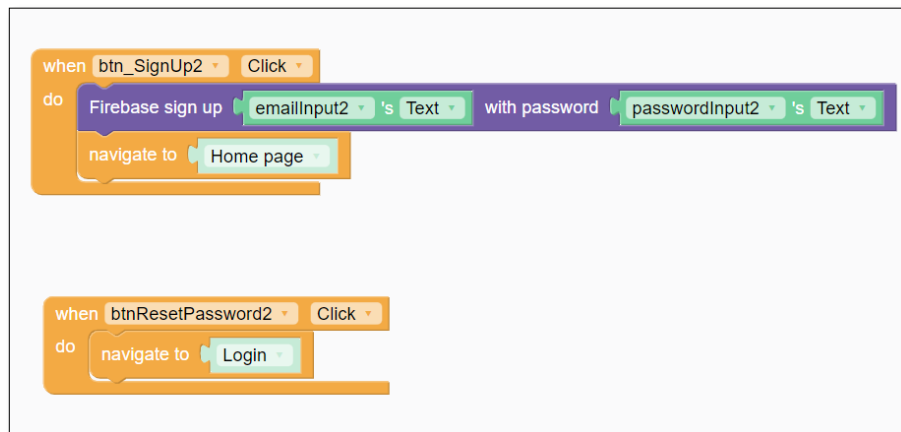 when btn_SignUp2 Click
do Firebase sign up emailInput2 's Text with password passwordInput2 's Text
navigate to Home page
when btnResetPassword2 Click
do navigate to Login